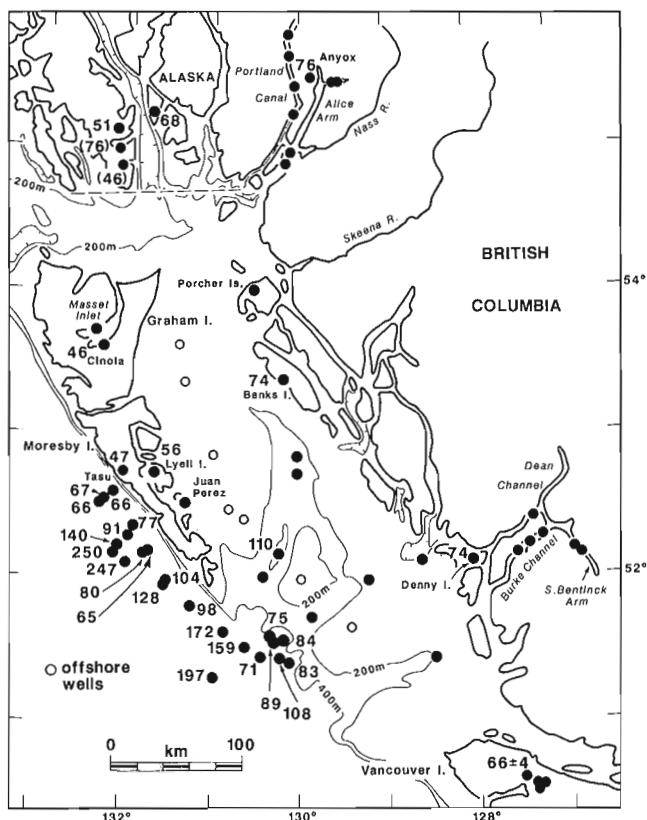 Anyox
76
ALASKA
Portland
Canal
Alice
Arm
68
51
(76)
(46)
Nass R.
200m
200m
Skeena R.
BRITISH
COLUMBIA
54°
Porcher Is.
Masset
Inlet
Graham I.
46
Cinola
74
Banks I.
Moresby I.
47
56
Lyell I.
Tasu
Juan
Perez
67
66
66
77
91
140
250
247
80
65
128
104
98
110
Dean
Channel
74
Denny I.
Burke Channel
S.Bentinck
Arm
52°
200m
172
159
71
75
84
83
89
108
197
200m
400m
offshore
wells
0 100
km
Vancouver I.
66±4
132° 130° 128°